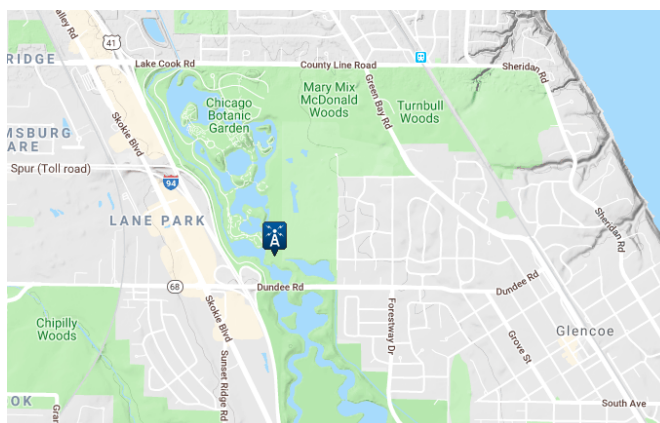 alley Rd
41
RIDGE
Lake Cook Rd
County Line Road
Sheridan Rd
Chicago
Botanic
Garden
Mary Mix
McDonald
Woods
Green Bay Rd
Turnbull
Woods
MSBURG
ARE
Skokie Blvd
Spur (Toll road)
94
LANE PARK
Sheridan Rd
68
Dundee Rd
Dundee Rd
Skokie Blvd
Chipilly
Woods
Forestway Dr
Grove St
Glencoe
Sunset Ridge Rd
OK
Gra
South Ave